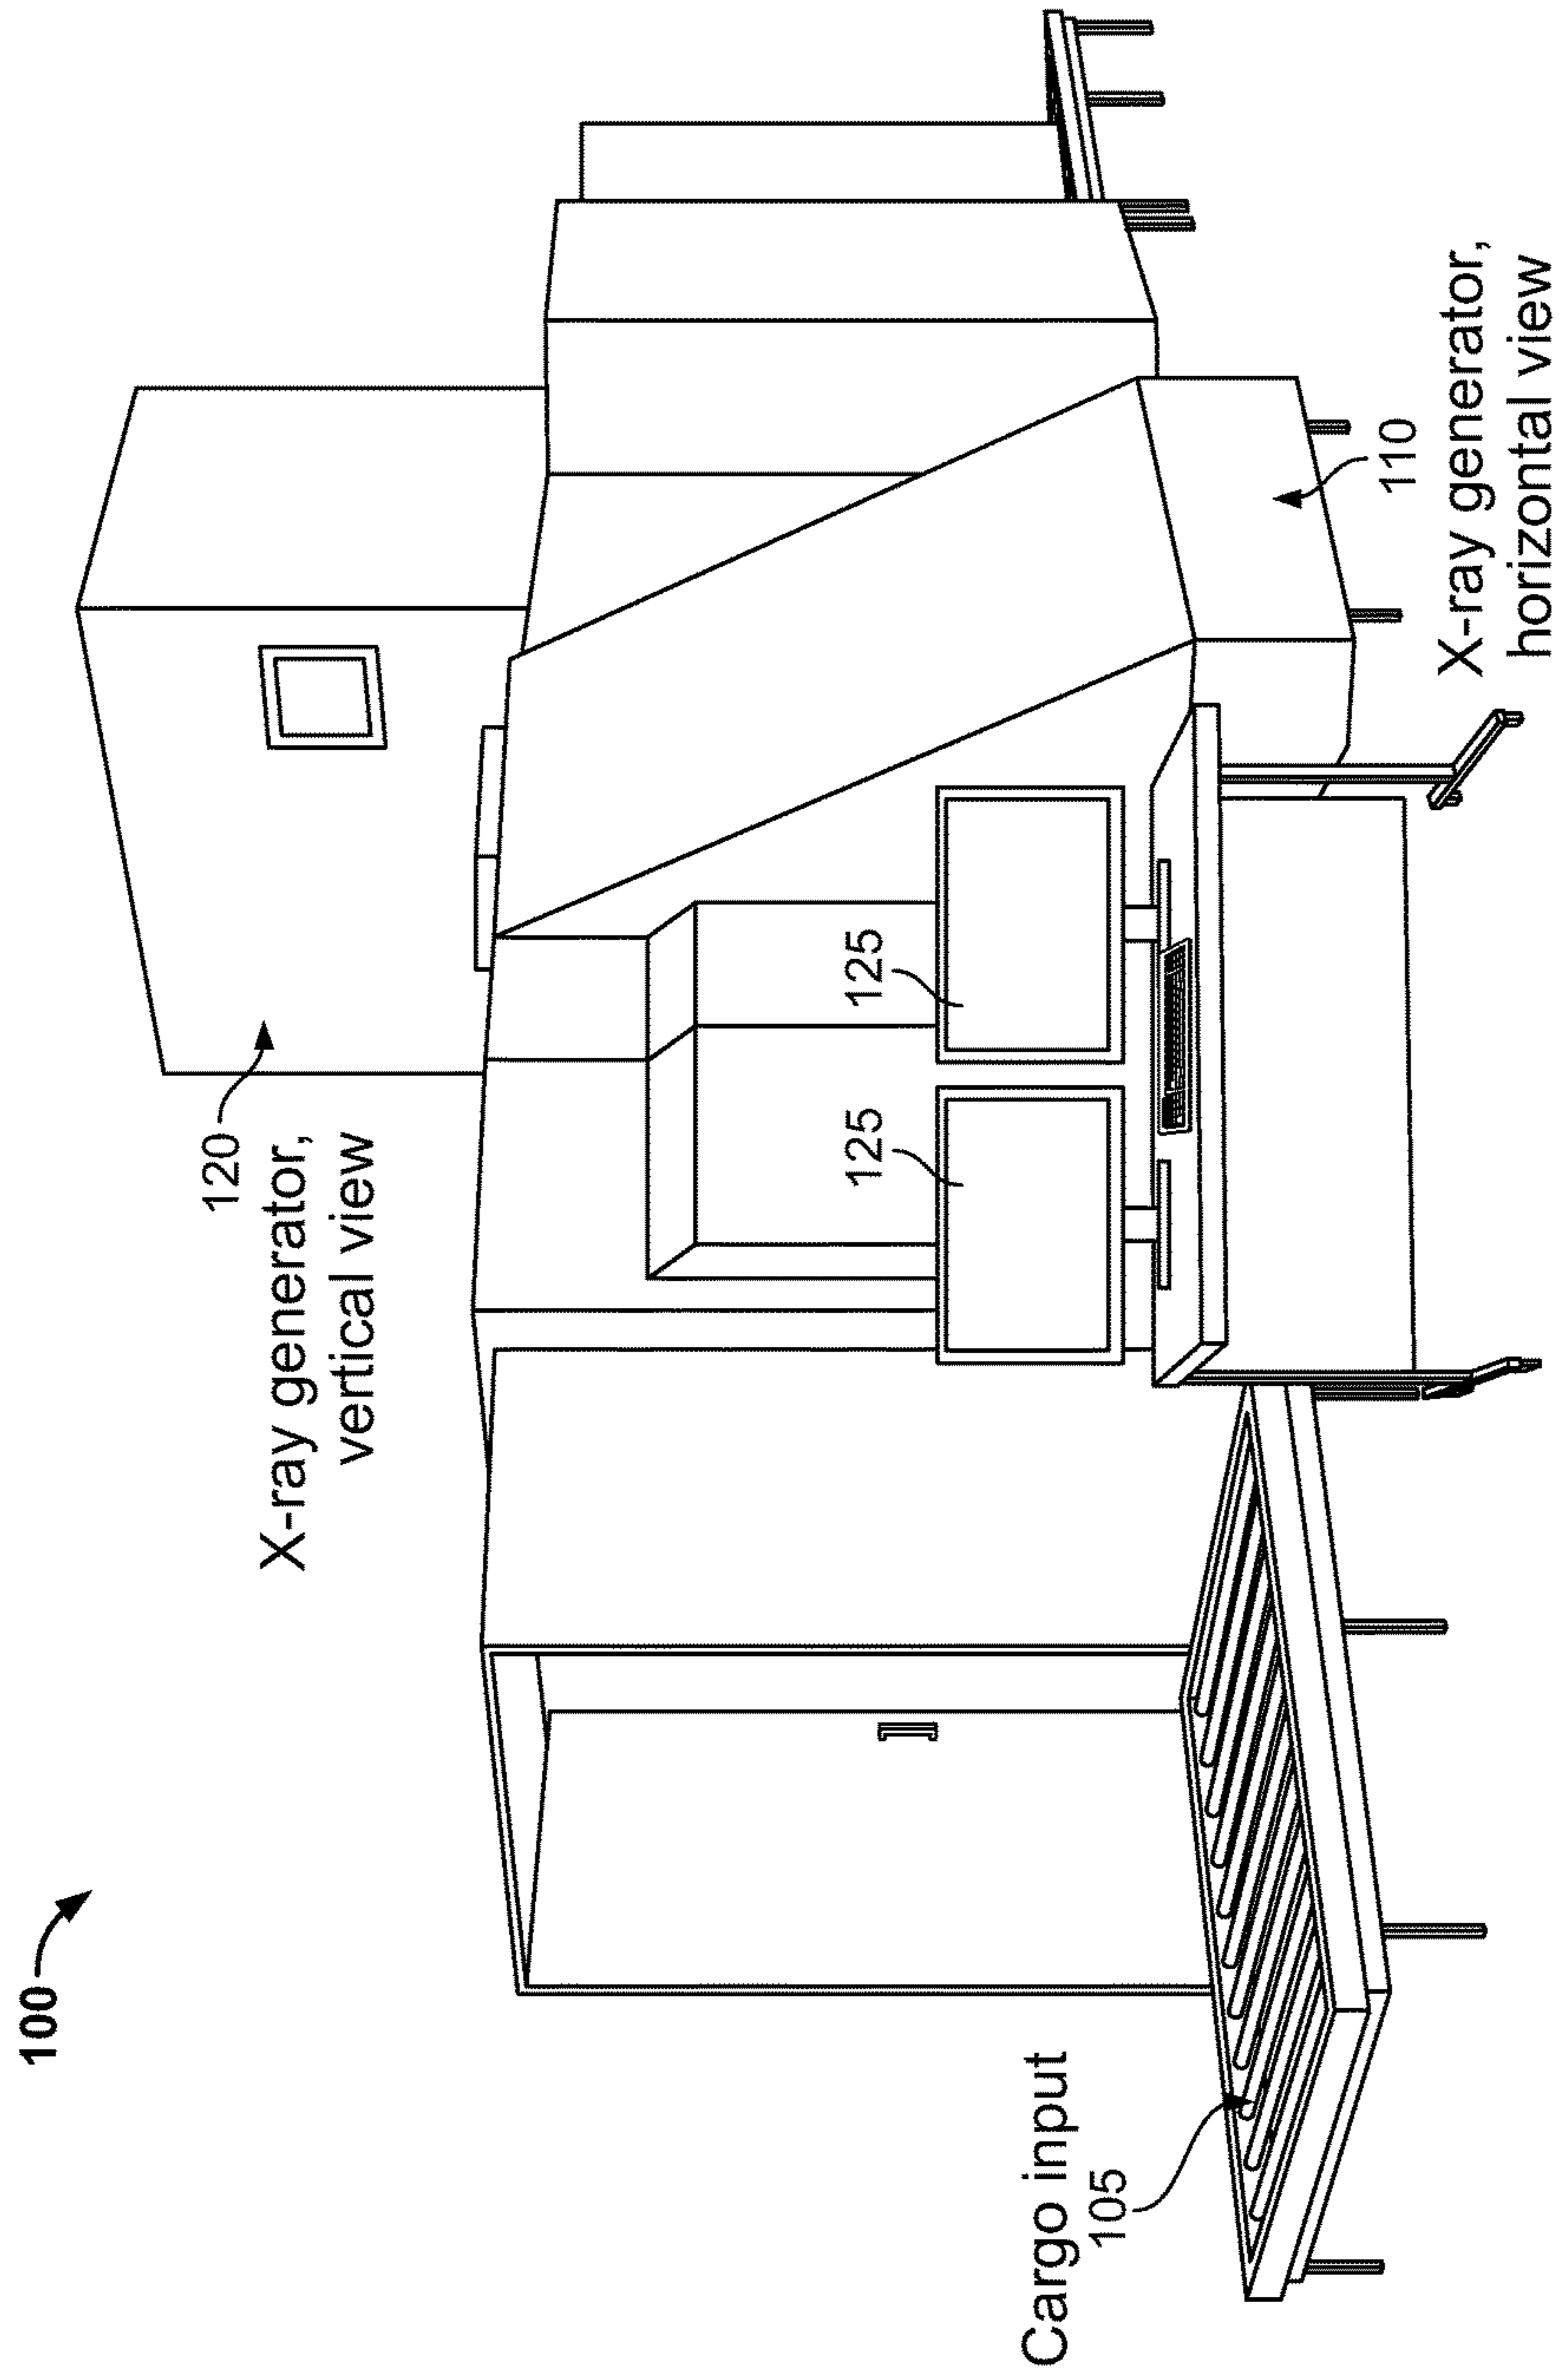 100
120
X-ray generator,
vertical view
125
125
Cargo input
105
110
X-ray generator,
horizontal view